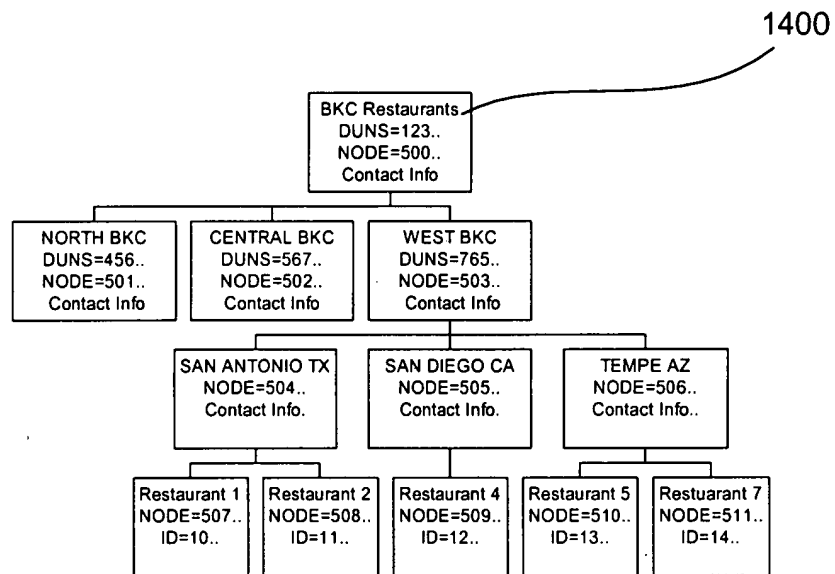 1400
BKC Restaurants
DUNS=123..
NODE=500..
Contact Info
NORTH BKC
DUNS=456..
NODE=501..
Contact Info
CENTRAL BKC
DUNS=567..
NODE=502..
Contact Info
WEST BKC
DUNS=765..
NODE=503..
Contact Info
SAN ANTONIO TX
NODE=504..
Contact Info.
SAN DIEGO CA
NODE=505..
Contact Info.
TEMPE AZ
NODE=506..
Contact Info..
Restaurant 1
NODE=507..
ID=10..
Restaurant 2
NODE=508..
ID=11..
Restaurant 4
NODE=509..
ID=12..
Restaurant 5
NODE=510..
ID=13..
Restuarant 7
NODE=511..
ID=14..